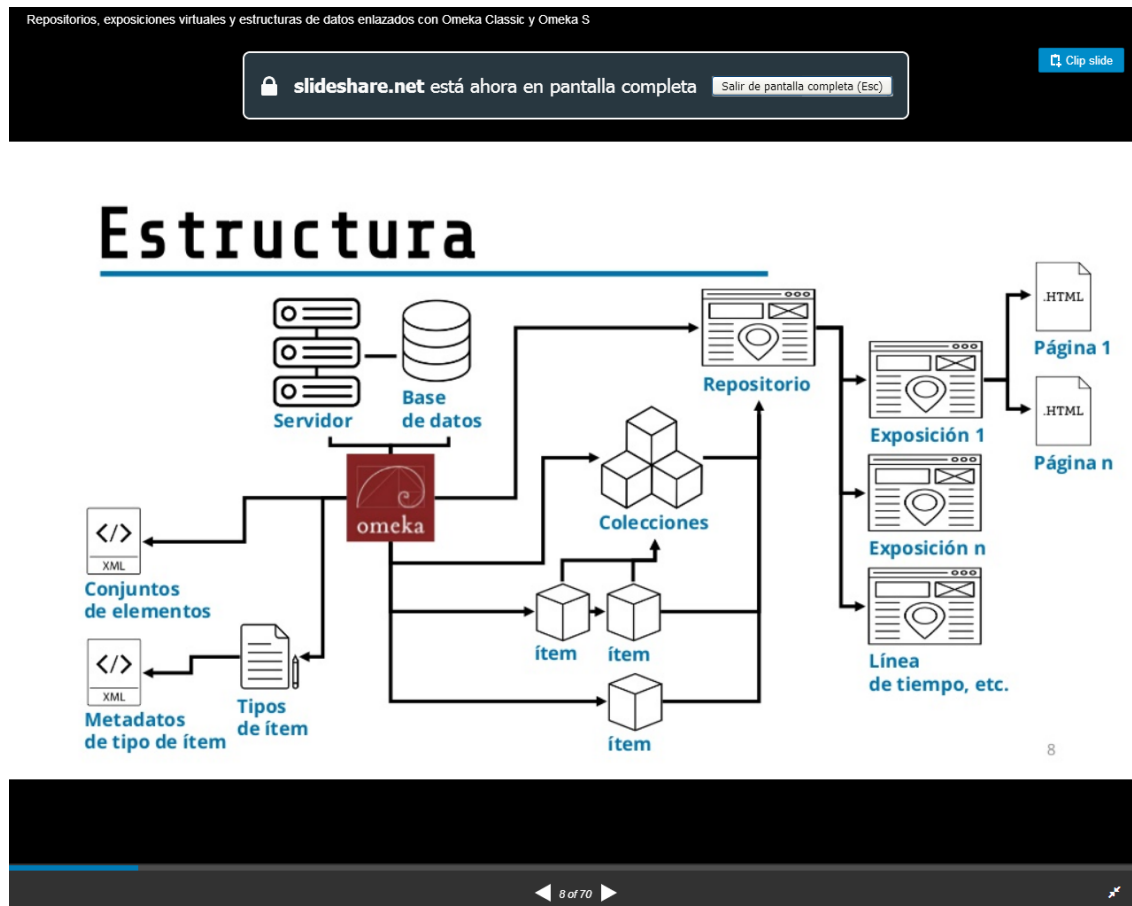 Repositorios, exposiciones virtuales y estructuras de datos enlazados con Omeka Classic y Omeka S
slideshare.net está ahora en pantalla completa
Salir de pantalla completa (Esc)
Clip slide
Estructura
Servidor
Base
de datos
omeka
Conjuntos
de elementos
XML
Metadatos
de tipo de ítem
XML
Tipos
de ítem
Colecciones
ítem
ítem
ítem
Repositorio
Exposición 1
Exposición n
Línea
de tiempo, etc.
.HTML
Página 1
.HTML
Página n
8
8 of 70